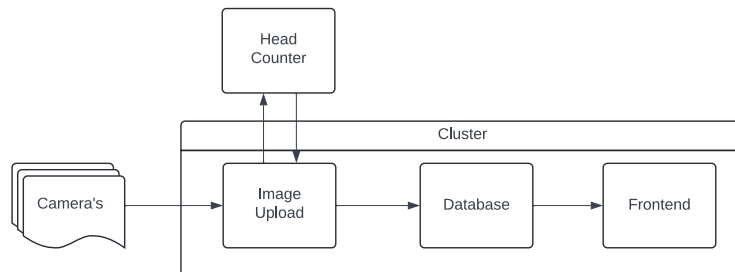 Head
Counter
Cluster
Camera's
Image
Upload
Database
Frontend